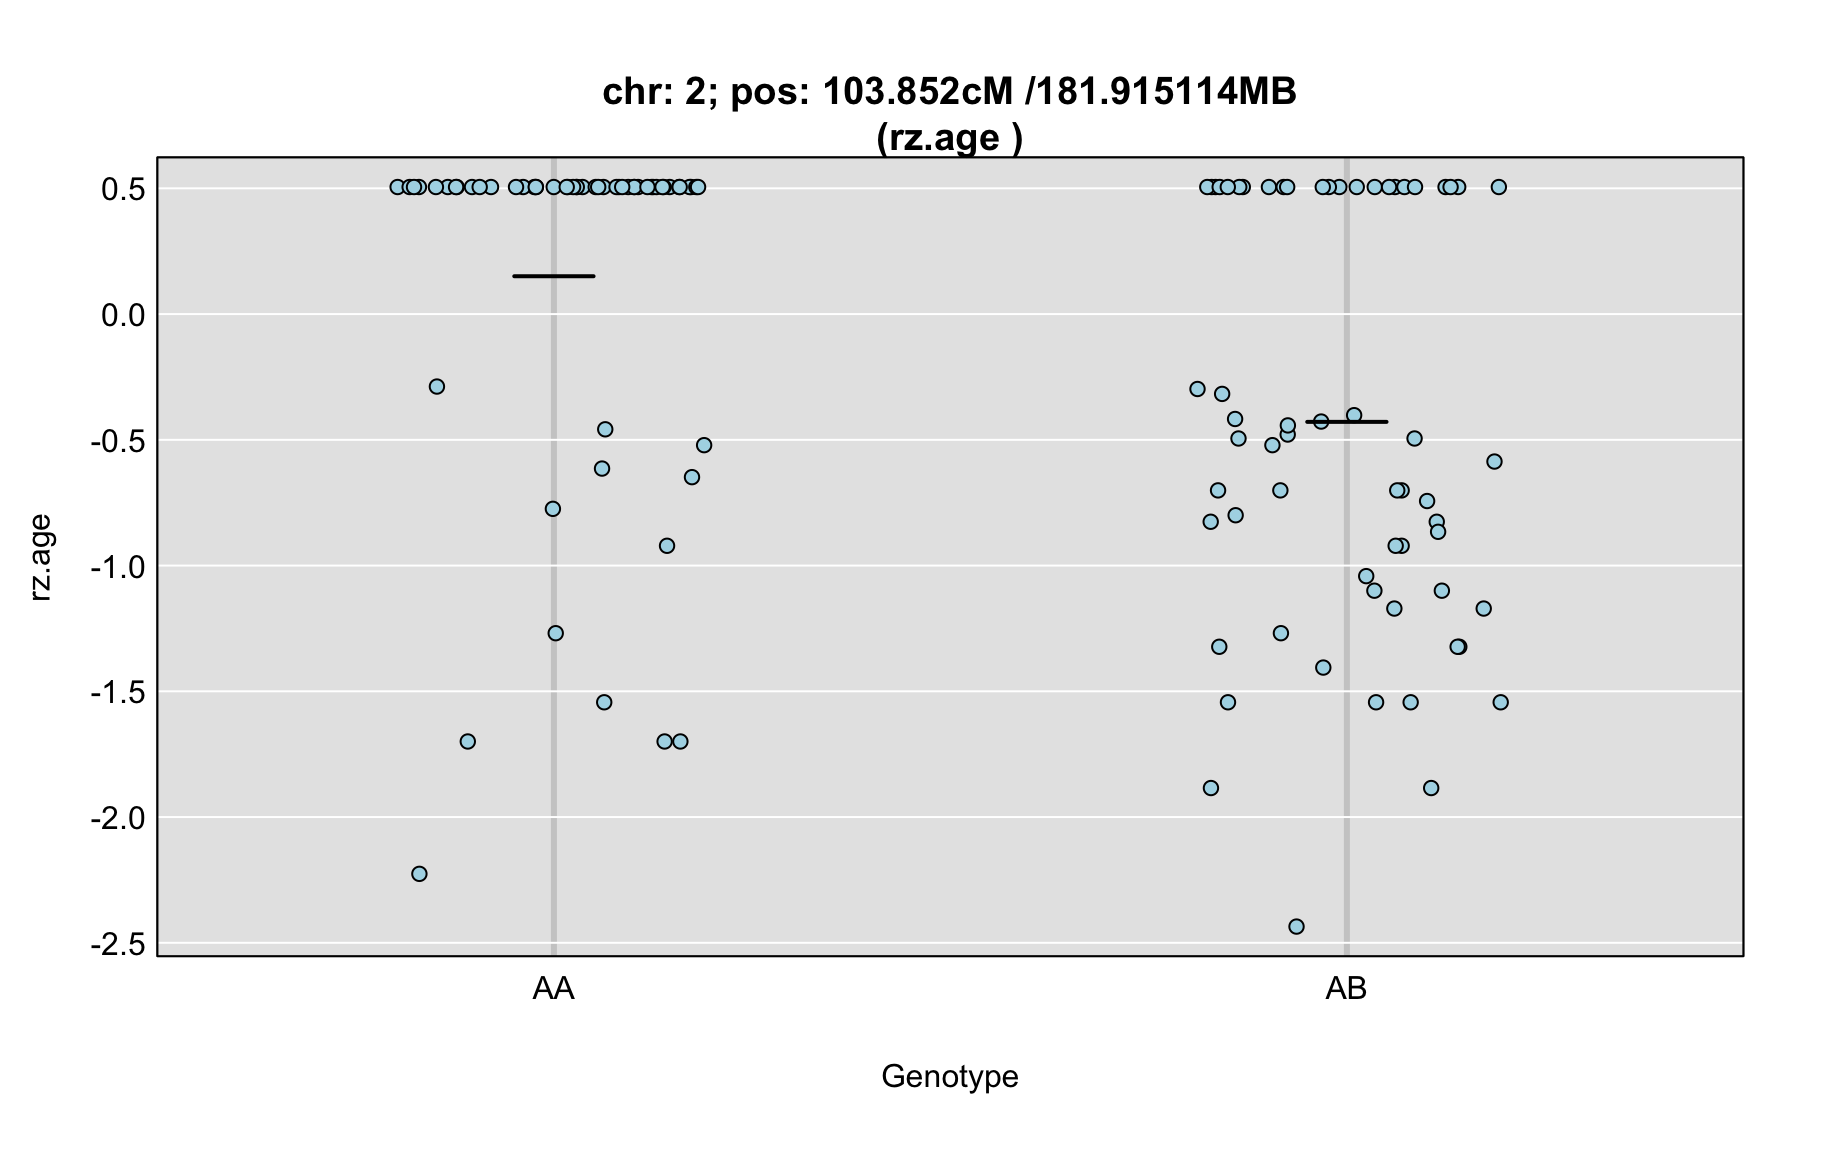 chr: 2; pos: 103.852cM /181.915114MB
(rz.age )
0.5
0.0
-0.5
-1.0
-1.5
-2.0
-2.5
rz.age
AA
AB
Genotype